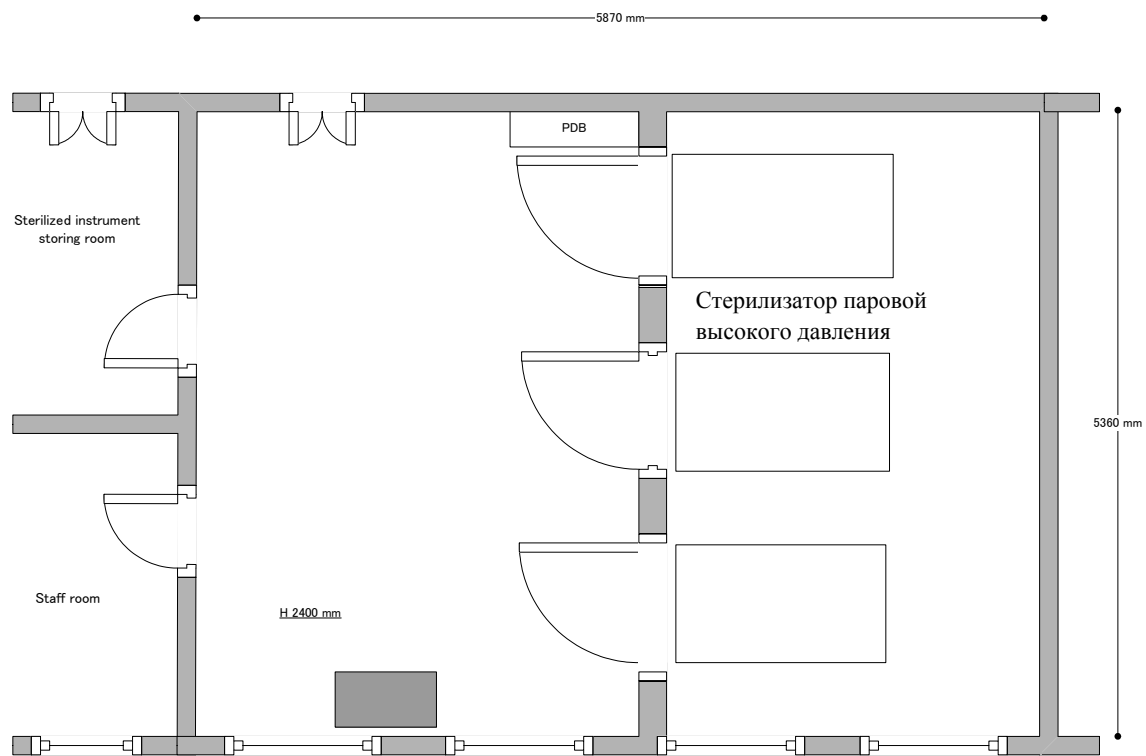 5870 mm
PDB
Sterilized instrument
storing room
Стерилизатор паровой
высокого давления
5360 mm
Staff room
H 2400 mm